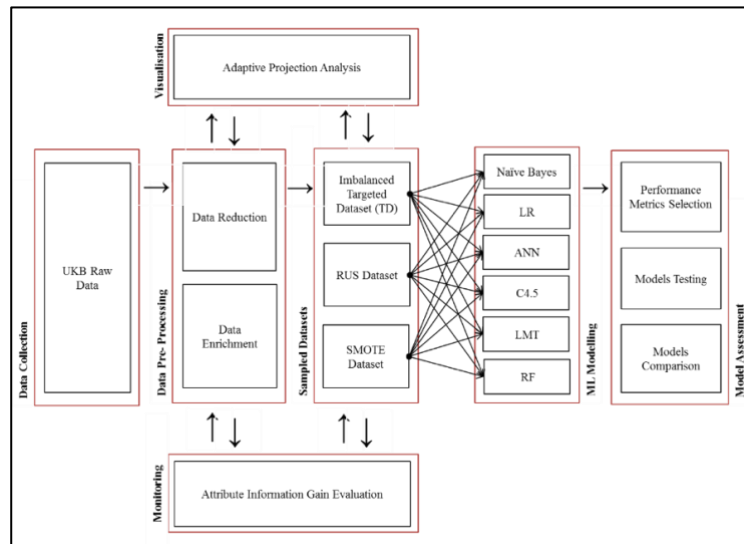 Visualisation
Adaptive Projection Analysis
Data Collection
UKB Raw
Data
Data Pre- Processing
Data Reduction
Data
Enrichment
Sampled Datasets
Imbalanced
Targeted
Dataset (TD)
RUS Dataset
SMOTE
Dataset
Naïve Bayes
LR
ANN
C4.5
LMT
RF
ML Modelling
Performance
Metrics Selection
Models Testing
Models
Comparison
Model Assessment
Monitoring
Attribute Information Gain Evaluation